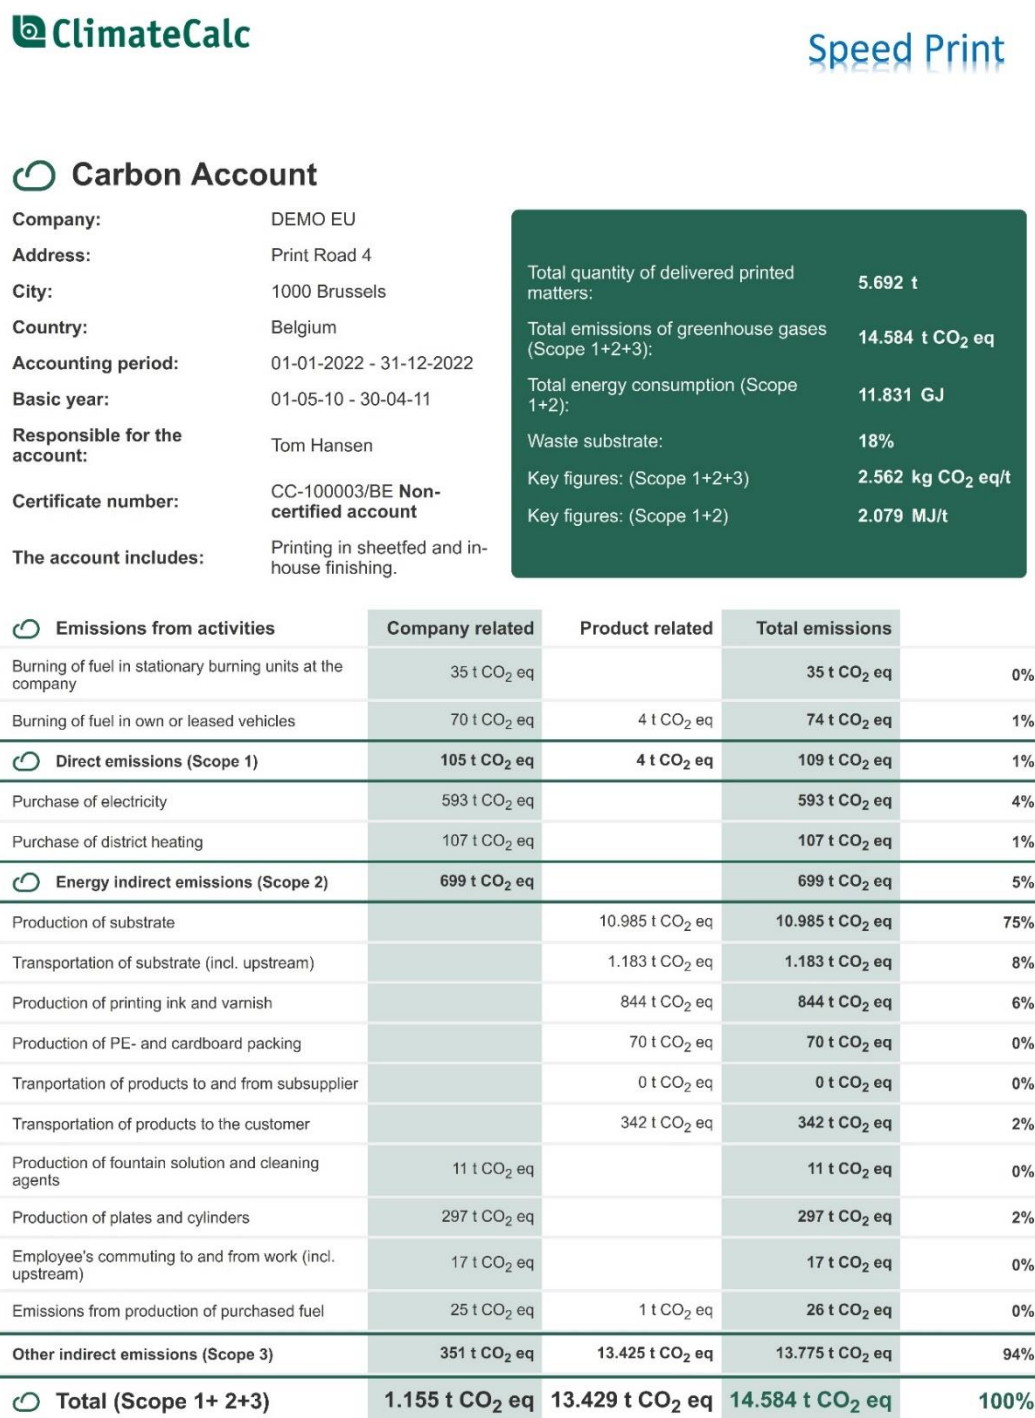 ClimateCalc
Speed Print
Carbon Account
Company: DEMO EU
Address: Print Road 4
City: 1000 Brussels
Country: Belgium
Accounting period: 01-01-2022 - 31-12-2022
Basic year: 01-05-10 - 30-04-11
Responsible for the
account: Tom Hansen
Certificate number: CC-100003/BE Non-
certified account
The account includes: Printing in sheetfed and in-
house finishing.
Total quantity of delivered printed
matters: 5.692 t
Total emissions of greenhouse gases
(Scope 1+2+3): 14.584 t CO2 eq
Total energy consumption (Scope
1+2): 11.831 GJ
Waste substrate: 18%
Key figures: (Scope 1+2+3) 2.562 kg CO2 eq/t
Key figures: (Scope 1+2) 2.079 MJ/t
Emissions from activities Company related Product related Total emissions
Burning of fuel in stationary burning units at the
company 35 t CO2 eq 35 t CO2 eq 0%
Burning of fuel in own or leased vehicles 70 t CO2 eq 4 t CO2 eq 74 t CO2 eq 1%
Direct emissions (Scope 1) 105 t CO2 eq 4 t CO2 eq 109 t CO2 eq 1%
Purchase of electricity 593 t CO2 eq 593 t CO2 eq 4%
Purchase of district heating 107 t CO2 eq 107 t CO2 eq 1%
Energy indirect emissions (Scope 2) 699 t CO2 eq 699 t CO2 eq 5%
Production of substrate 10.985 t CO2 eq 10.985 t CO2 eq 75%
Transportation of substrate (incl. upstream) 1.183 t CO2 eq 1.183 t CO2 eq 8%
Production of printing ink and varnish 844 t CO2 eq 844 t CO2 eq 6%
Production of PE- and cardboard packing 70 t CO2 eq 70 t CO2 eq 0%
Tranportation of products to and from subsupplier 0 t CO2 eq 0 t CO2 eq 0%
Transportation of products to the customer 342 t CO2 eq 342 t CO2 eq 2%
Production of fountain solution and cleaning
agents 11 t CO2 eq 11 t CO2 eq 0%
Production of plates and cylinders 297 t CO2 eq 297 t CO2 eq 2%
Employee's commuting to and from work (incl.
upstream) 17 t CO2 eq 17 t CO2 eq 0%
Emissions from production of purchased fuel 25 t CO2 eq 1 t CO2 eq 26 t CO2 eq 0%
Other indirect emissions (Scope 3) 351 t CO2 eq 13.425 t CO2 eq 13.775 t CO2 eq 94%
Total (Scope 1+ 2+3) 1.155 t CO2 eq 13.429 t CO2 eq 14.584 t CO2 eq 100%